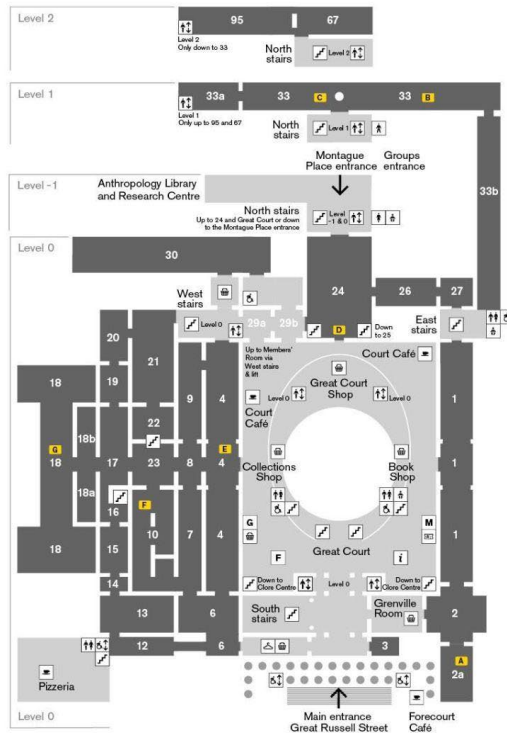 Level 2
95
67
Level 2
Only down to 33
North
stairs
Level 2
Level 1
33a
33
C
33
B
Level 1
Only up to 95 and 67
North
stairs
Level 1
33b
Montague
Place entrance
Groups
entrance
Level -1
Anthropology Library
and Research Centre
North stairs
Up to 24 and Great Court or down
to the Montague Place entrance
Level
-1 & 0
Level 0
30
24
26
27
West
stairs
Level 0
29a
29b
D
Down
to 25
East
stairs
Up to Members'
Room via
West stairs
& lift
Court Café
20
21
19
9
4
Court
Café
Level 0
Great Court
Shop
Level 0
1
18
18b
22
G
18
17
23
8
E
4
Collections
Shop
Book
Shop
1
18a
16
F
10
15
7
4
G
M
1
18
F
Great Court
i
14
Down to
Clore Centre
Level 0
Down to
Clore Centre
13
6
South
stairs
Grenville
Room
2
12
6
3
A
2a
Pizzeria
Main entrance
Great Russell Street
Forecourt
Café
Level 0